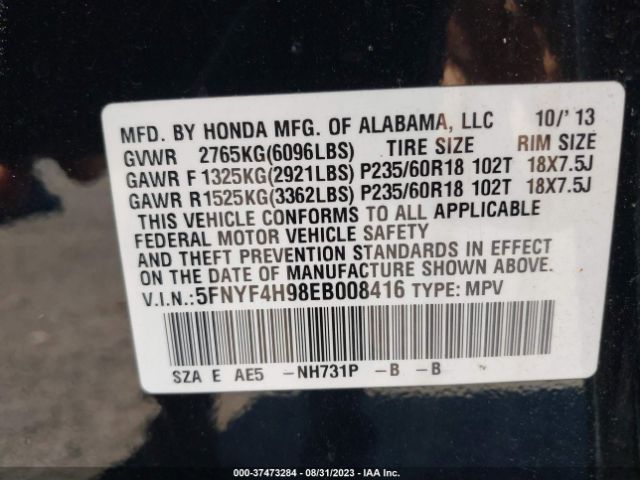 MFD. BY HONDA MFG. OF ALABAMA, LLC 10/'13
GVWR 2765KG(6096LBS) TIRE SIZE RIM SIZE
GAWR F 1325KG(2921LBS) P235/60R18 102T 18X7.5J
GAWR R1525KG(3362LBS) P235/60R18 102T 18X7.5J
THIS VEHICLE CONFORMS TO ALL APPLICABLE
FEDERAL MOTOR VEHICLE SAFETY
AND THEFT PREVENTION STANDARDS IN EFFECT ON
THE DATE OF MANUFACTURE SHOWN ABOVE.
V.I.N.:5FNYF4H98EB008416 TYPE: MPV
SZA E AE5 -NH731P -B -B
000-37473284 - 08/31/2023 - IAA Inc.